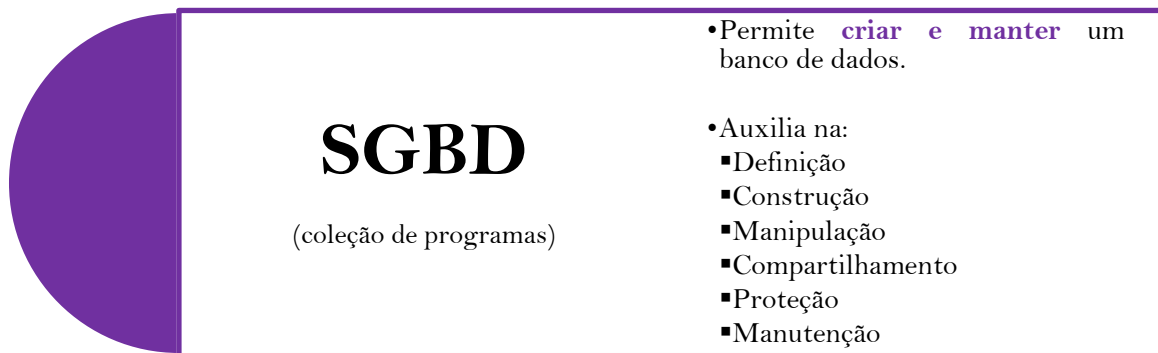 SGBD
(coleção de programas)
•Permite criar e manter um
banco de dados.
•Auxilia na:
▪Definição
▪Construção
▪Manipulação
▪Compartilhamento
▪Proteção
▪Manutenção